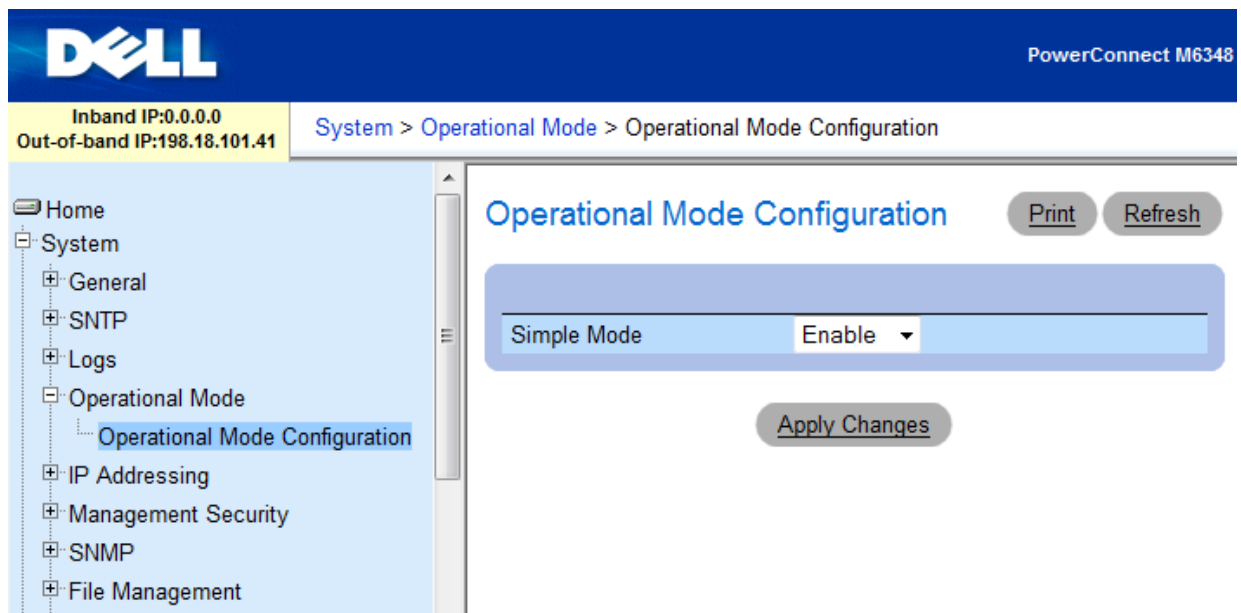 DELL
PowerConnect M6348
Inband IP:0.0.0.0
Out-of-band IP:198.18.101.41
System > Operational Mode > Operational Mode Configuration
Home
System
General
SNTP
Logs
Operational Mode
Operational Mode Configuration
IP Addressing
Management Security
SNMP
File Management
Operational Mode Configuration
Print
Refresh
Simple Mode
Enable
Apply Changes